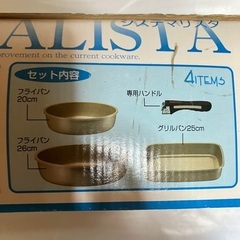 ALISTA
システマリスタ
provement on the current cookware.
セット内容
4ITEMS
フライパン
20cm
専用ハンドル
グリルパン25cm
フライパン
26cm